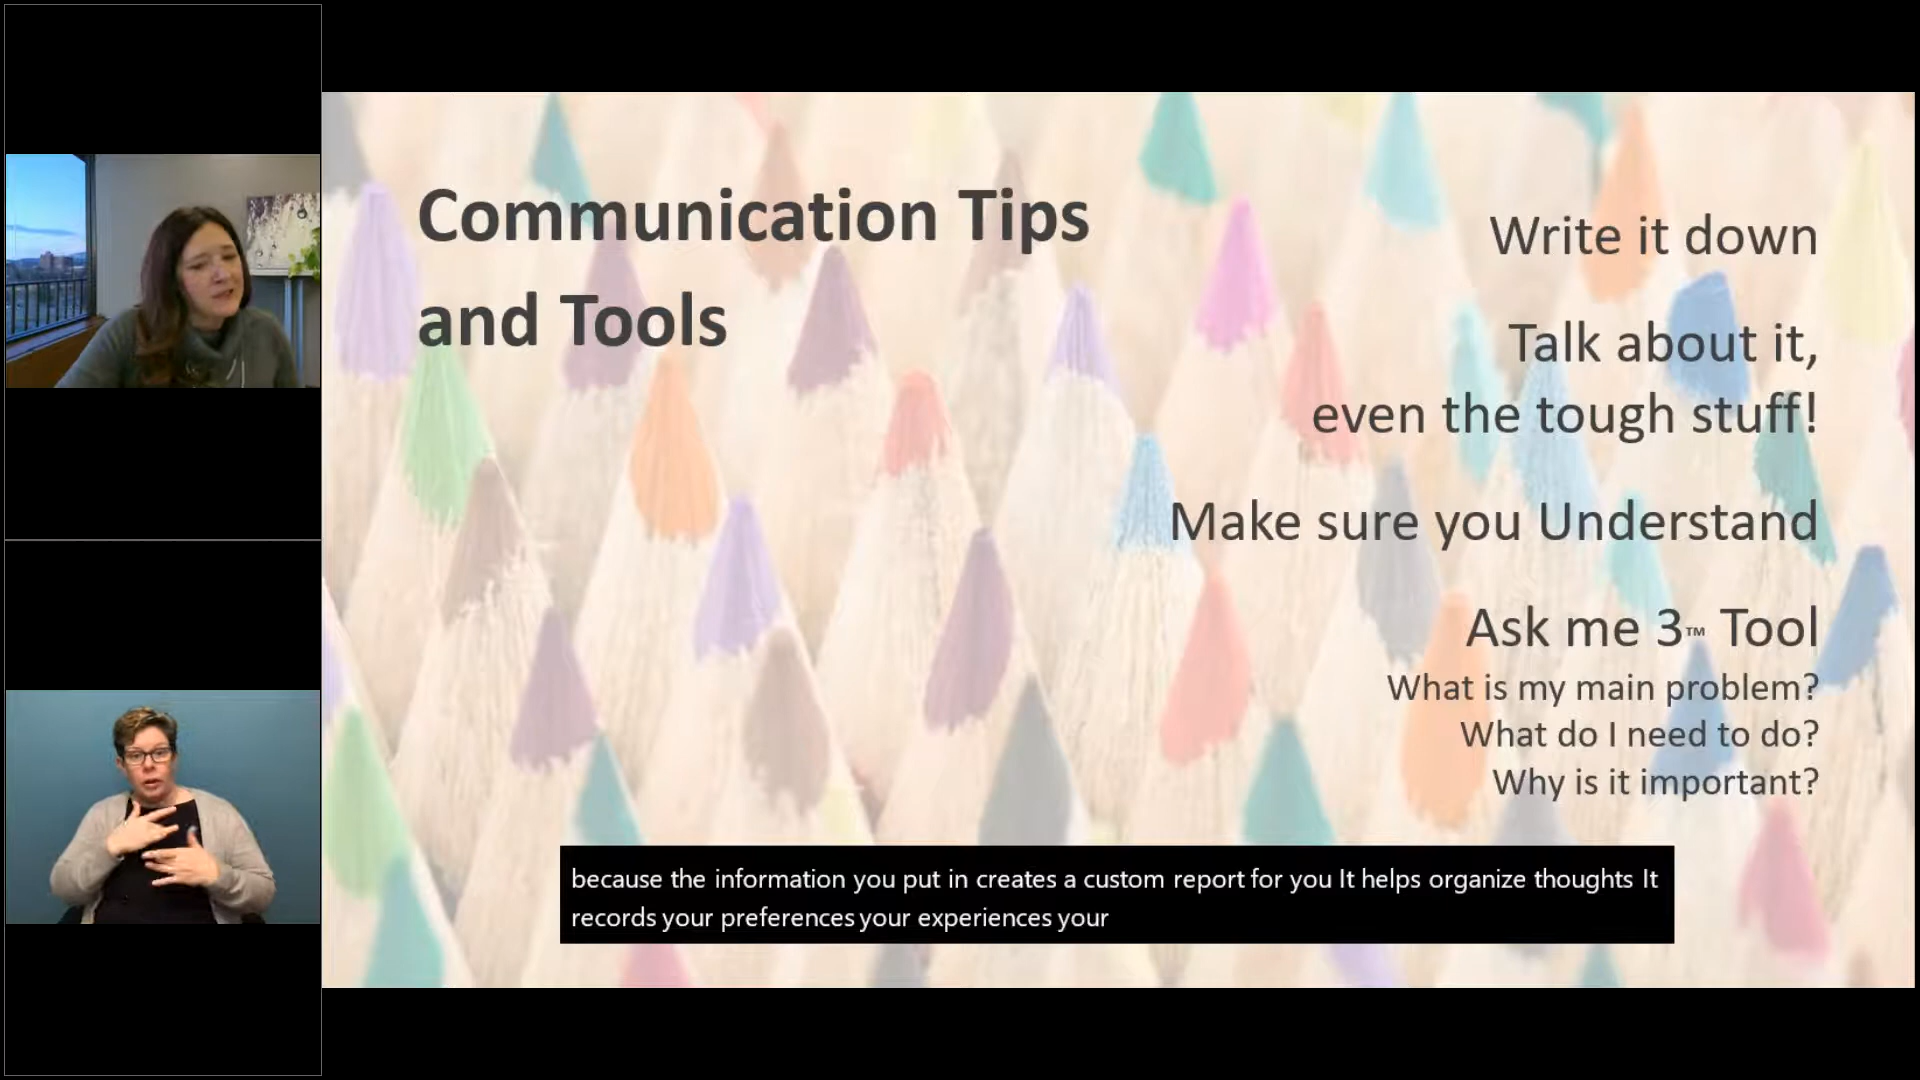 Communication Tips
and Tools
Write it down
Talk about it,
even the tough stuff!
Make sure you Understand
Ask me 3™ Tool
What is my main problem?
What do I need to do?
Why is it important?
because the information you put in creates a custom report for you It helps organize thoughts It
records your preferences your experiences your